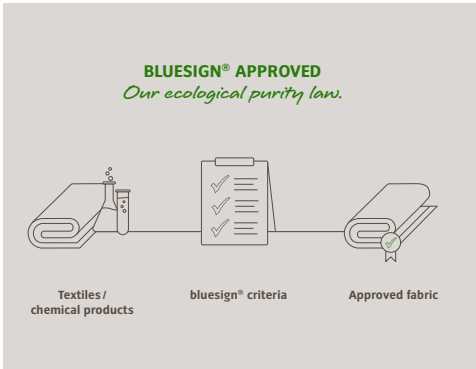 BLUESIGN® APPROVED
Our ecological purity law.
Textiles /
chemical products
bluesign® criteria
Approved fabric